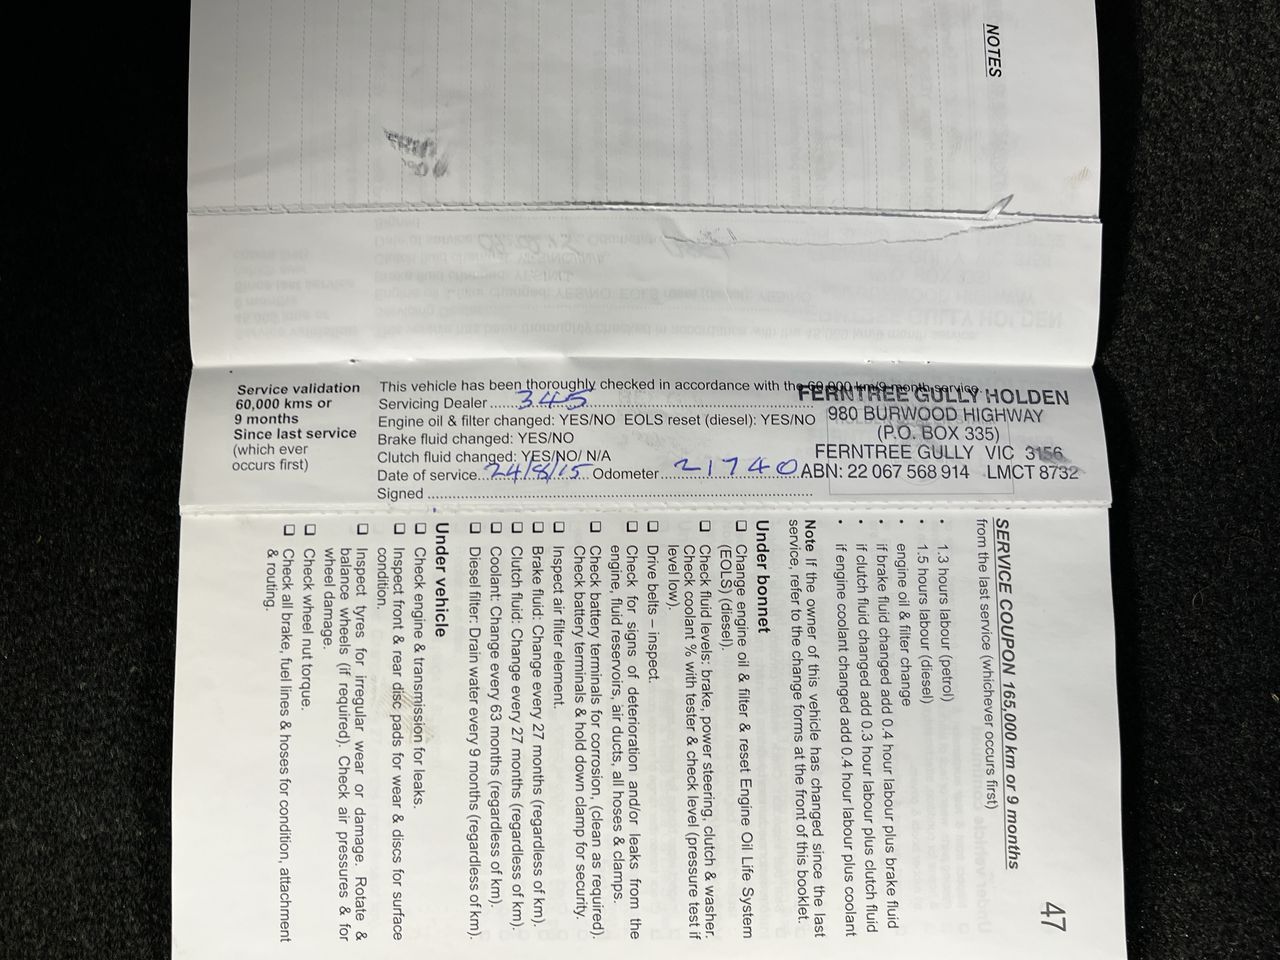 NOTES
Service validation
60,000 kms or
9 months
Since last service
(which ever
occurs first)
This vehicle has been thoroughly checked in accordance with the 60,000 km/9 month service.
Servicing Dealer 345
Engine oil & filter changed: YES/NO EOLS reset (diesel): YES/NO
Brake fluid changed: YES/NO
Clutch fluid changed: YES/NO/ N/A
Date of service 24/8/15 Odometer 21740
Signed
FERNTREE GULLY HOLDEN
980 BURWOOD HIGHWAY
(P.O. BOX 335)
FERNTREE GULLY VIC 3156
ABN: 22 067 568 914 LMCT 8732
47
SERVICE COUPON 165,000 km or 9 months
from the last service (whichever occurs first)
• 1.3 hours labour (petrol)
• 1.5 hours labour (diesel)
• engine oil & filter change
• if brake fluid changed add 0.4 hour labour plus brake fluid
• if clutch fluid changed add 0.3 hour labour plus clutch fluid
• if engine coolant changed add 0.4 hour labour plus coolant
Note If the owner of this vehicle has changed since the last
service, refer to the change forms at the front of this booklet.
Under bonnet
❑ Change engine oil & filter & reset Engine Oil Life System
(EOLS) (diesel).
❑ Check fluid levels: brake, power steering, clutch & washer.
Check coolant % with tester & check level (pressure test if
level low).
❑ Drive belts – inspect.
❑ Check for signs of deterioration and/or leaks from the
engine, fluid reservoirs, air ducts, all hoses & clamps.
❑ Check battery terminals for corrosion, (clean as required).
Check battery terminals & hold down clamp for security.
❑ Inspect air filter element.
❑ Brake fluid: Change every 27 months (regardless of km).
❑ Clutch fluid: Change every 27 months (regardless of km).
❑ Coolant: Change every 63 months (regardless of km).
❑ Diesel filter: Drain water every 9 months (regardless of km).
Under vehicle
❑ Check engine & transmission for leaks.
❑ Inspect front & rear disc pads for wear & discs for surface
condition.
❑ Inspect tyres for irregular wear or damage. Rotate &
balance wheels (if required). Check air pressures & for
wheel damage.
❑ Check wheel nut torque.
❑ Check all brake, fuel lines & hoses for condition, attachment
& routing.